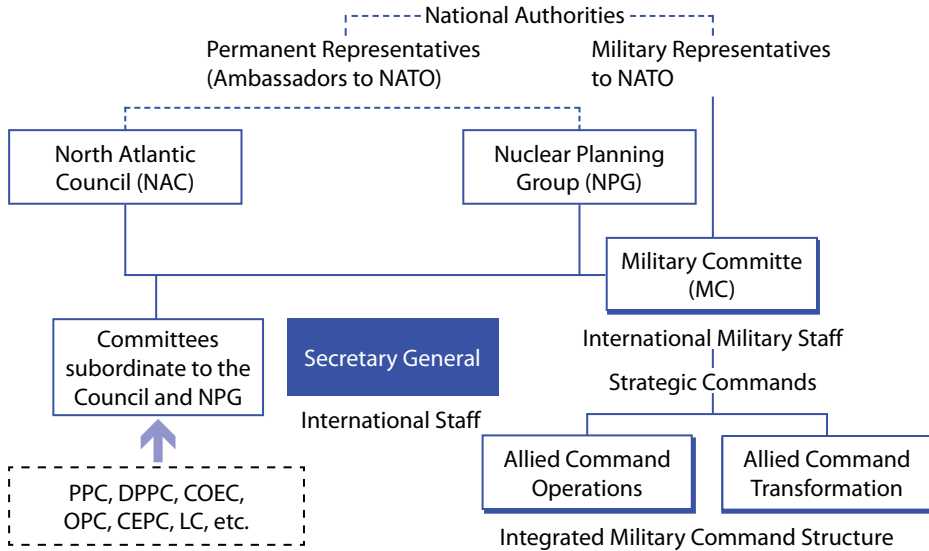 National Authorities
Permanent Representatives
(Ambassadors to NATO)
Military Representatives
to NATO
North Atlantic
Council (NAC)
Nuclear Planning
Group (NPG)
Military Committe
(MC)
Committees
subordinate to the
Council and NPG
Secretary General
International Staff
International Military Staff
Strategic Commands
PPC, DPPC, COEC,
OPC, CEPC, LC, etc.
Allied Command
Operations
Allied Command
Transformation
Integrated Military Command Structure